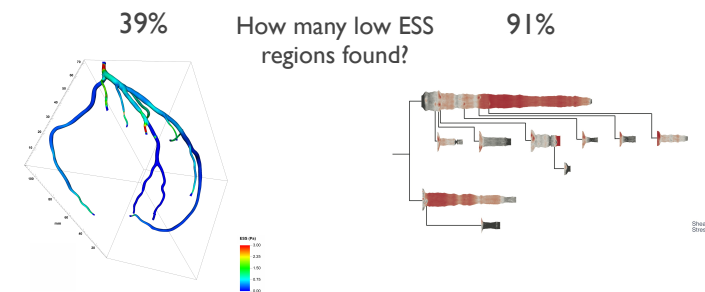 39%
How many low ESS
regions found?
91%
ESS (Pa)
3.00
2.25
1.50
0.75
0.00
Shea
Stres